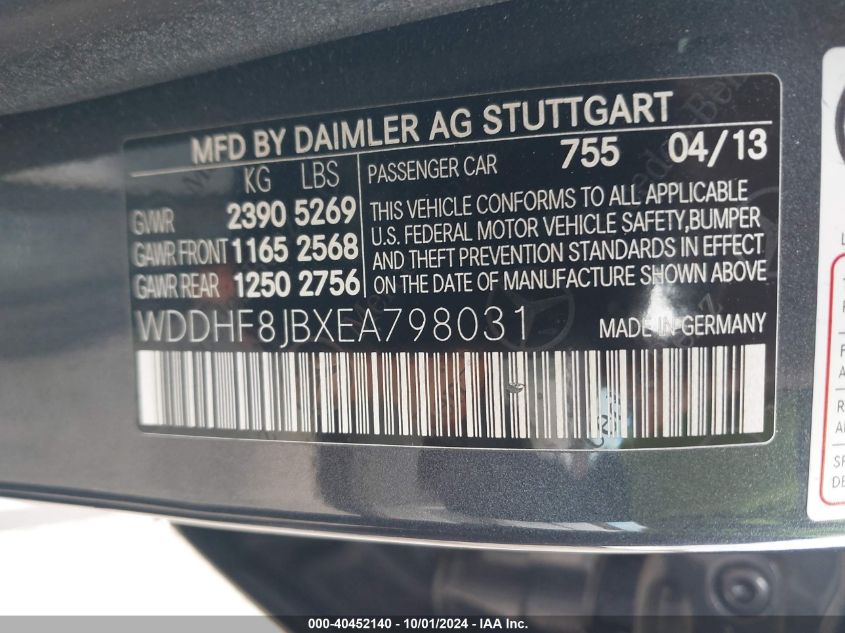 MFD BY DAIMLER AG STUTTGART
KG LBS
GVWR 2390 5269
GAWR FRONT 1165 2568
GAWR REAR 1250 2756
PASSENGER CAR 755 04/13
THIS VEHICLE CONFORMS TO ALL APPLICABLE
U.S. FEDERAL MOTOR VEHICLE SAFETY, BUMPER
AND THEFT PREVENTION STANDARDS IN EFFECT
ON THE DATE OF MANUFACTURE SHOWN ABOVE
WDDHF8JBXEA798031 MADE IN GERMANY
000-40452140 - 10/01/2024 - IAA Inc.